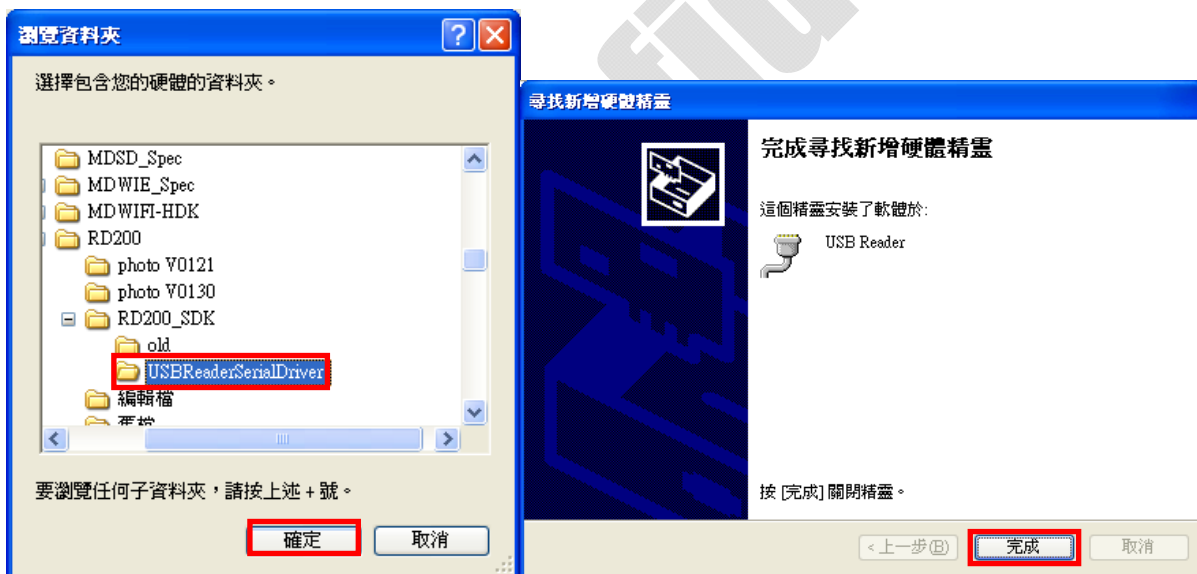 瀏覽資料夾
選擇包含您的硬體的資料夾。
MDSD_Spec
MDWIE_Spec
MDWIFI-HDK
RD200
photo V0121
photo V0130
RD200_SDK
old
USBReaderSerialDriver
編輯檔
要瀏覽任何子資料夾，請按上述 + 號。
確定
取消
尋找新增硬體精靈
完成尋找新增硬體精靈
這個精靈安裝了軟體於:
USB Reader
按 [完成] 關閉精靈。
<上一步(B)
完成
取消